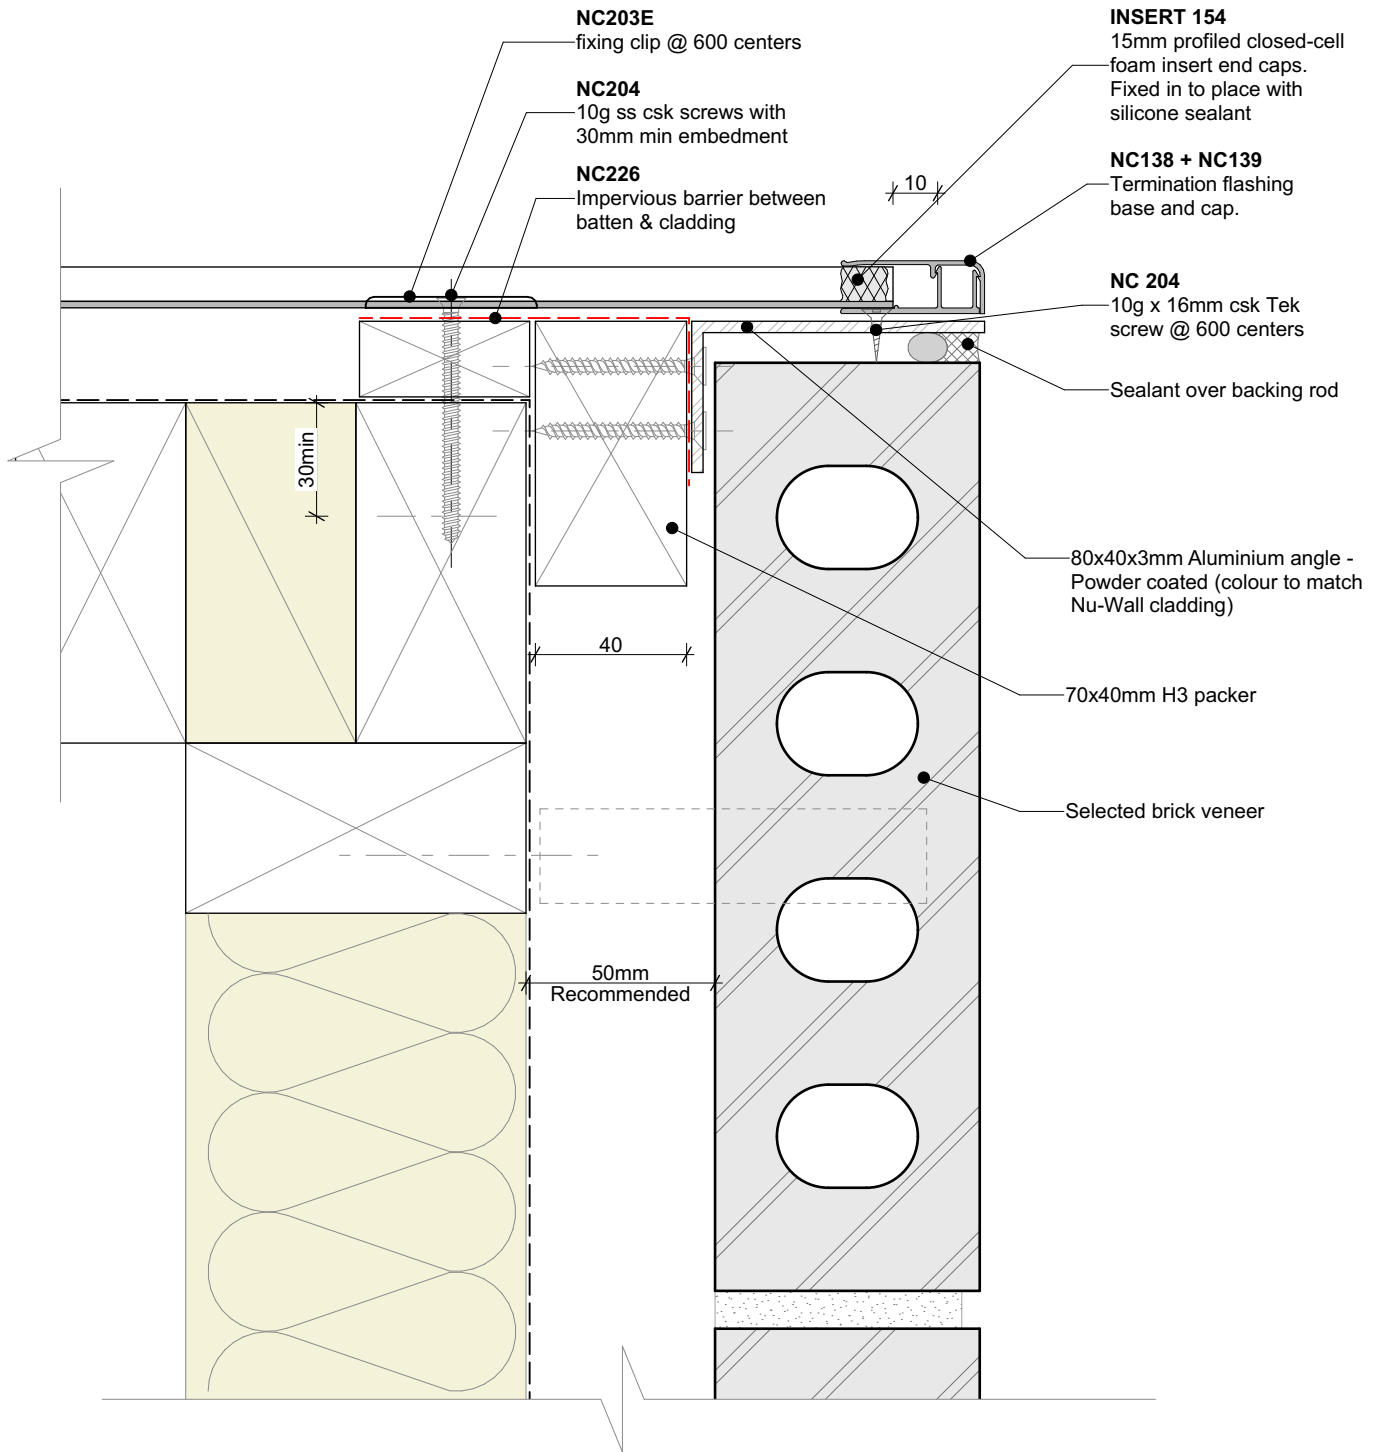 NC203E
fixing clip @ 600 centers
NC204
10g ss csk screws with
30mm min embedment
NC226
Impervious barrier between
batten & cladding
INSERT 154
15mm profiled closed-cell
foam insert end caps.
Fixed in to place with
silicone sealant
NC138 + NC139
Termination flashing
base and cap.
10
NC 204
10g x 16mm csk Tek
screw @ 600 centers
Sealant over backing rod
30min
80x40x3mm Aluminium angle -
Powder coated (colour to match
Nu-Wall cladding)
40
70x40mm H3 packer
Selected brick veneer
50mm
Recommended